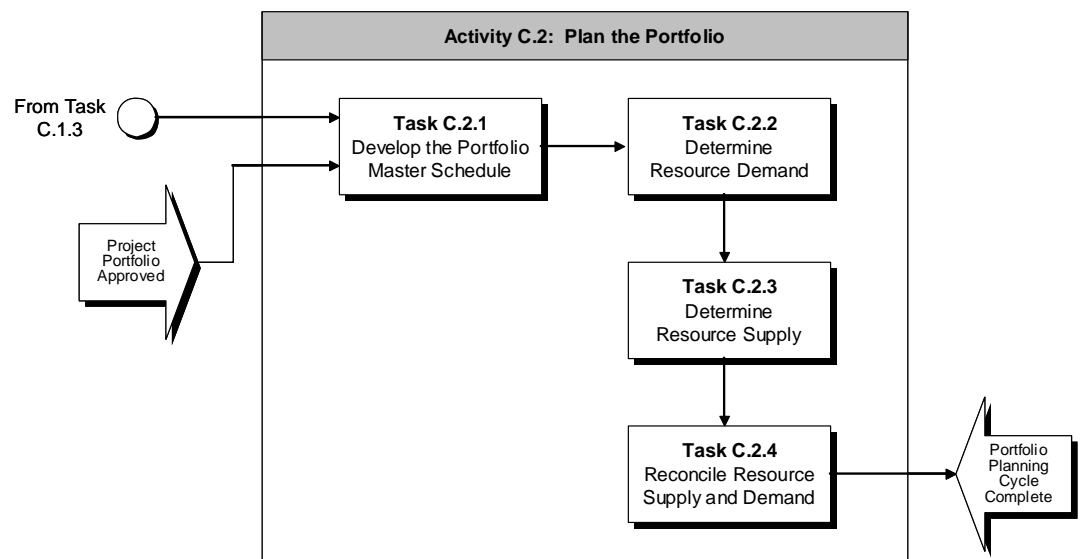 Activity C.2: Plan the Portfolio
From Task
C.1.3
Task C.2.1
Develop the Portfolio
Master Schedule
Task C.2.2
Determine
Resource Demand
Project
Portfolio
Approved
Task C.2.3
Determine
Resource Supply
Task C.2.4
Reconcile Resource
Supply and Demand
Portfolio
Planning
Cycle
Complete